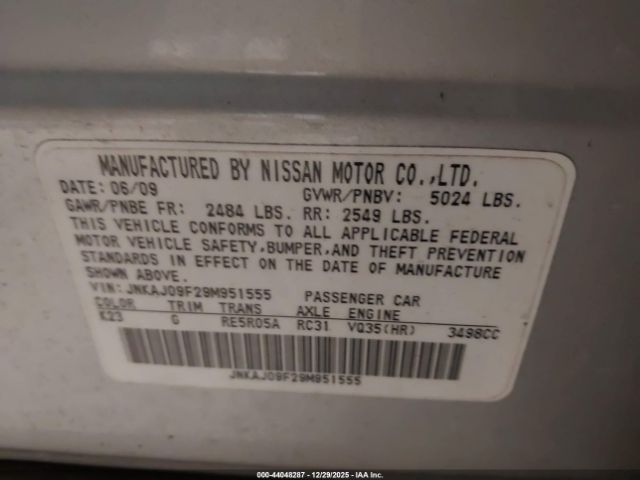 MANUFACTURED BY NISSAN MOTOR CO.,LTD.
DATE: 06/09 GVWR/PNBV: 5024 LBS.
GAWR/PNBE FR: 2484 LBS. RR: 2549 LBS.
THIS VEHICLE CONFORMS TO ALL APPLICABLE FEDERAL
MOTOR VEHICLE SAFETY,BUMPER,AND THEFT PREVENTION
STANDARDS IN EFFECT ON THE DATE OF MANUFACTURE
SHOWN ABOVE.
VIN: JNKAJ09F29M951555 PASSENGER CAR
COLOR TRIM TRANS AXLE ENGINE
K23 G RE5R05A RC31 VQ35(HR) 3498CC
JNKAJ09F29M951555
000-44048287 - 12/29/2025 - IAA Inc.